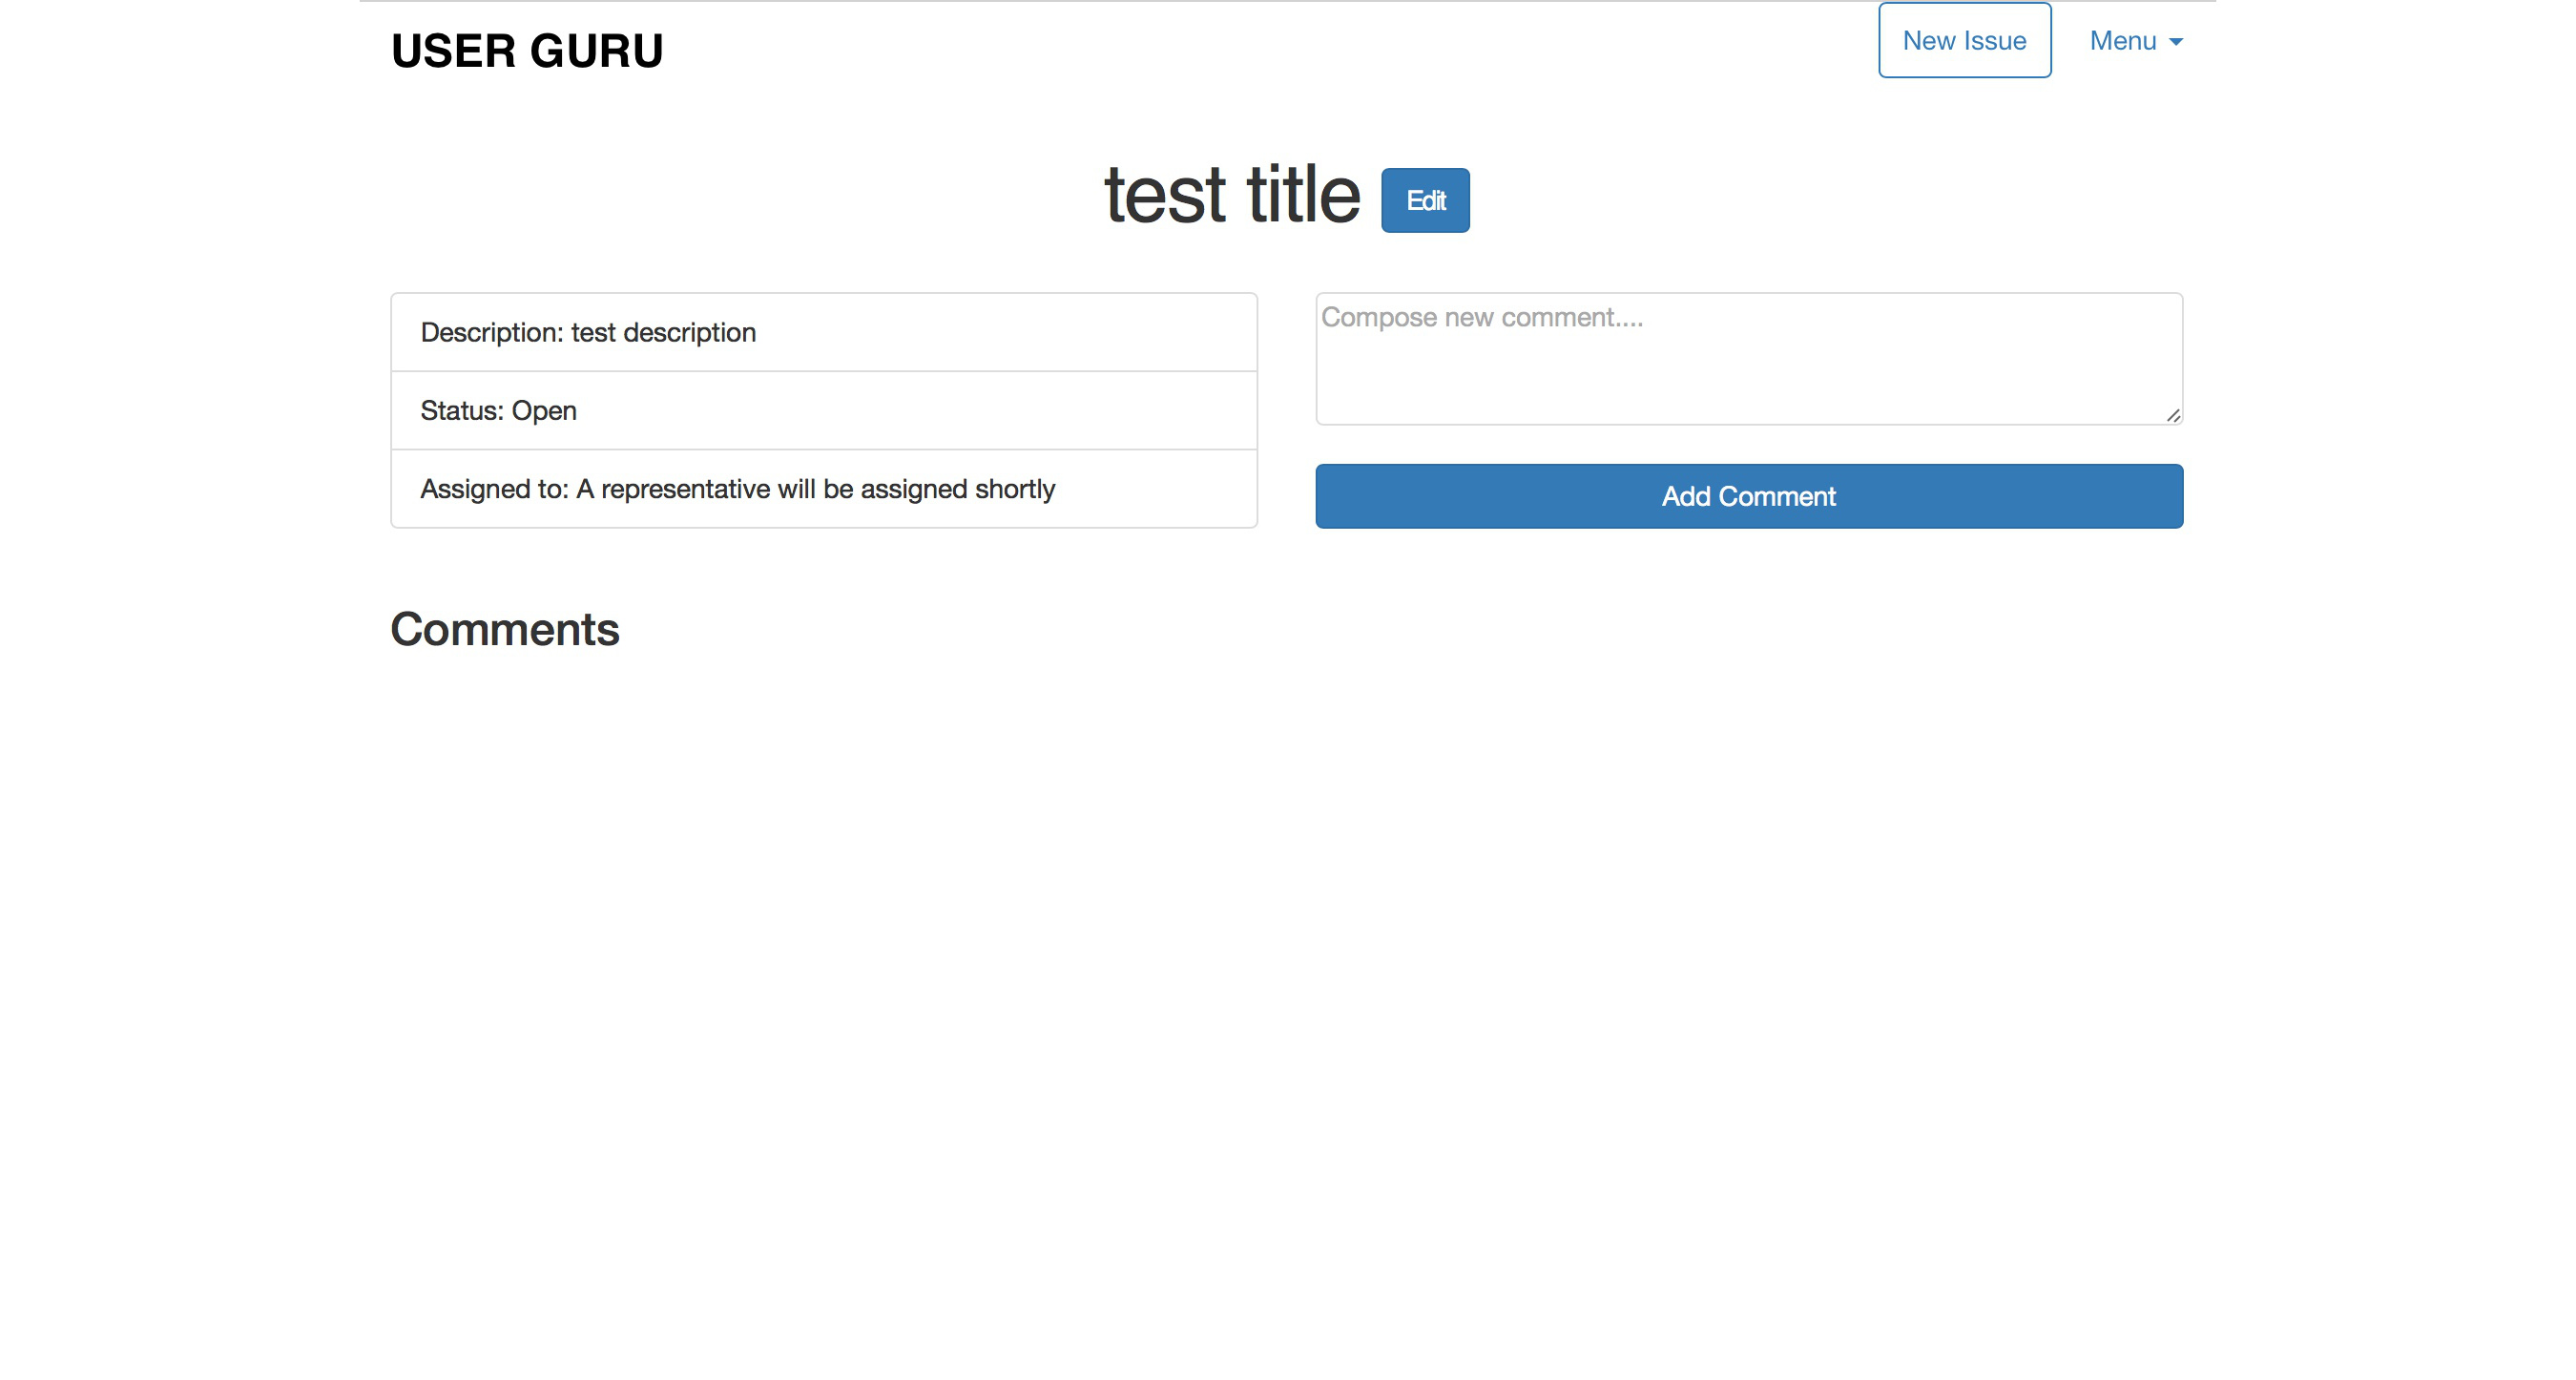 USER GURU
New Issue
Menu
test title
Edit
Description: test description
Status: Open
Assigned to: A representative will be assigned shortly
Compose new comment....
Add Comment
Comments